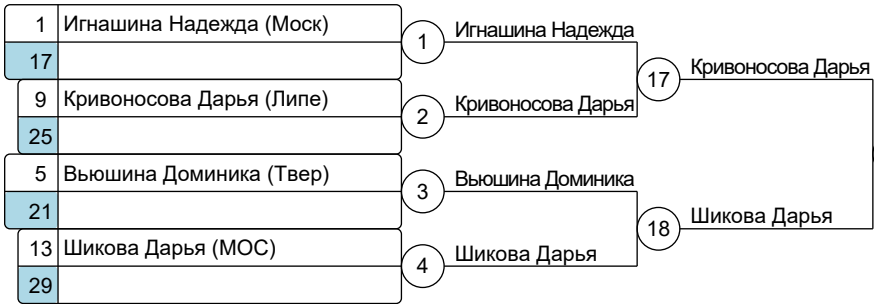 1 Игнашина Надежда (Моск)
17
1
Игнашина Надежда
9 Кривоносова Дарья (Липе)
25
2
Кривоносова Дарья
17
Кривоносова Дарья
5 Вьюшина Доминика (Твер)
21
3
Вьюшина Доминика
13 Шикова Дарья (МОС)
29
4
Шикова Дарья
18
Шикова Дарья